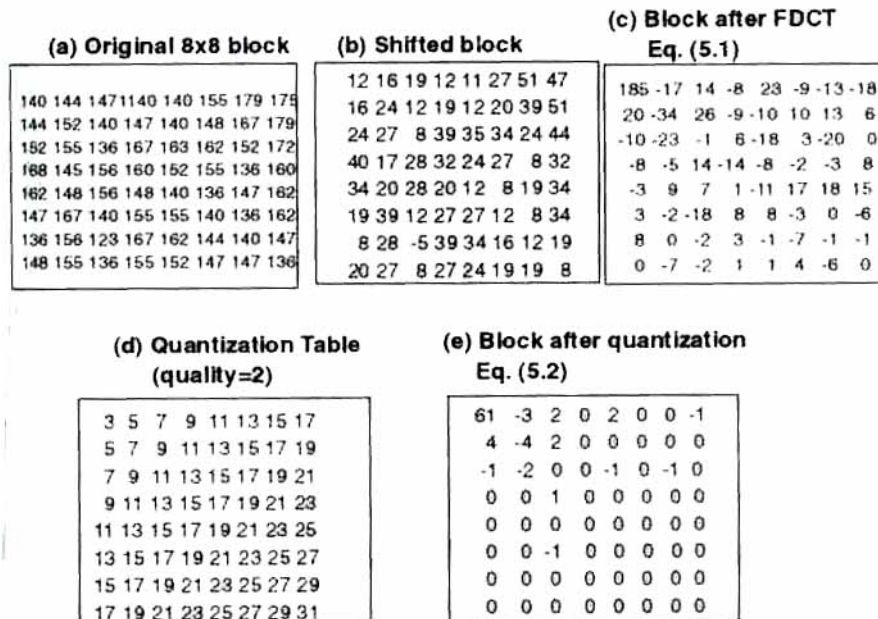 (a) Original 8x8 block
140 144 1471140 140 155 179 175
144 152 140 147 140 148 167 179
152 155 136 167 163 162 152 172
168 145 156 160 152 155 136 160
162 148 156 148 140 136 147 162
147 167 140 155 155 140 136 162
136 156 123 167 162 144 140 147
148 155 136 155 152 147 147 136
(b) Shifted block
12 16 19 12 11 27 51 47
16 24 12 19 12 20 39 51
24 27 8 39 35 34 24 44
40 17 28 32 24 27 8 32
34 20 28 20 12 8 19 34
19 39 12 27 27 12 8 34
8 28 -5 39 34 16 12 19
20 27 8 27 24 19 19 8
(c) Block after FDCT
Eq. (5.1)
185 -17 14 -8 23 -9 -13 -18
20 -34 26 -9 -10 10 13 6
-10 -23 -1 6 -18 3 -20 0
-8 -5 14 -14 -8 -2 -3 8
-3 9 7 1 -11 17 18 15
3 -2 -18 8 8 -3 0 -6
8 0 -2 3 -1 -7 -1 -1
0 -7 -2 1 1 4 -6 0
(d) Quantization Table
(quality=2)
3 5 7 9 11 13 15 17
5 7 9 11 13 15 17 19
7 9 11 13 15 17 19 21
9 11 13 15 17 19 21 23
11 13 15 17 19 21 23 25
13 15 17 19 21 23 25 27
15 17 19 21 23 25 27 29
17 19 21 23 25 27 29 31
(e) Block after quantization
Eq. (5.2)
61 -3 2 0 2 0 0 -1
4 -4 2 0 0 0 0 0
-1 -2 0 0 -1 0 -1 0
0 0 1 0 0 0 0 0
0 0 0 0 0 0 0 0
0 0 -1 0 0 0 0 0
0 0 0 0 0 0 0 0
0 0 0 0 0 0 0 0